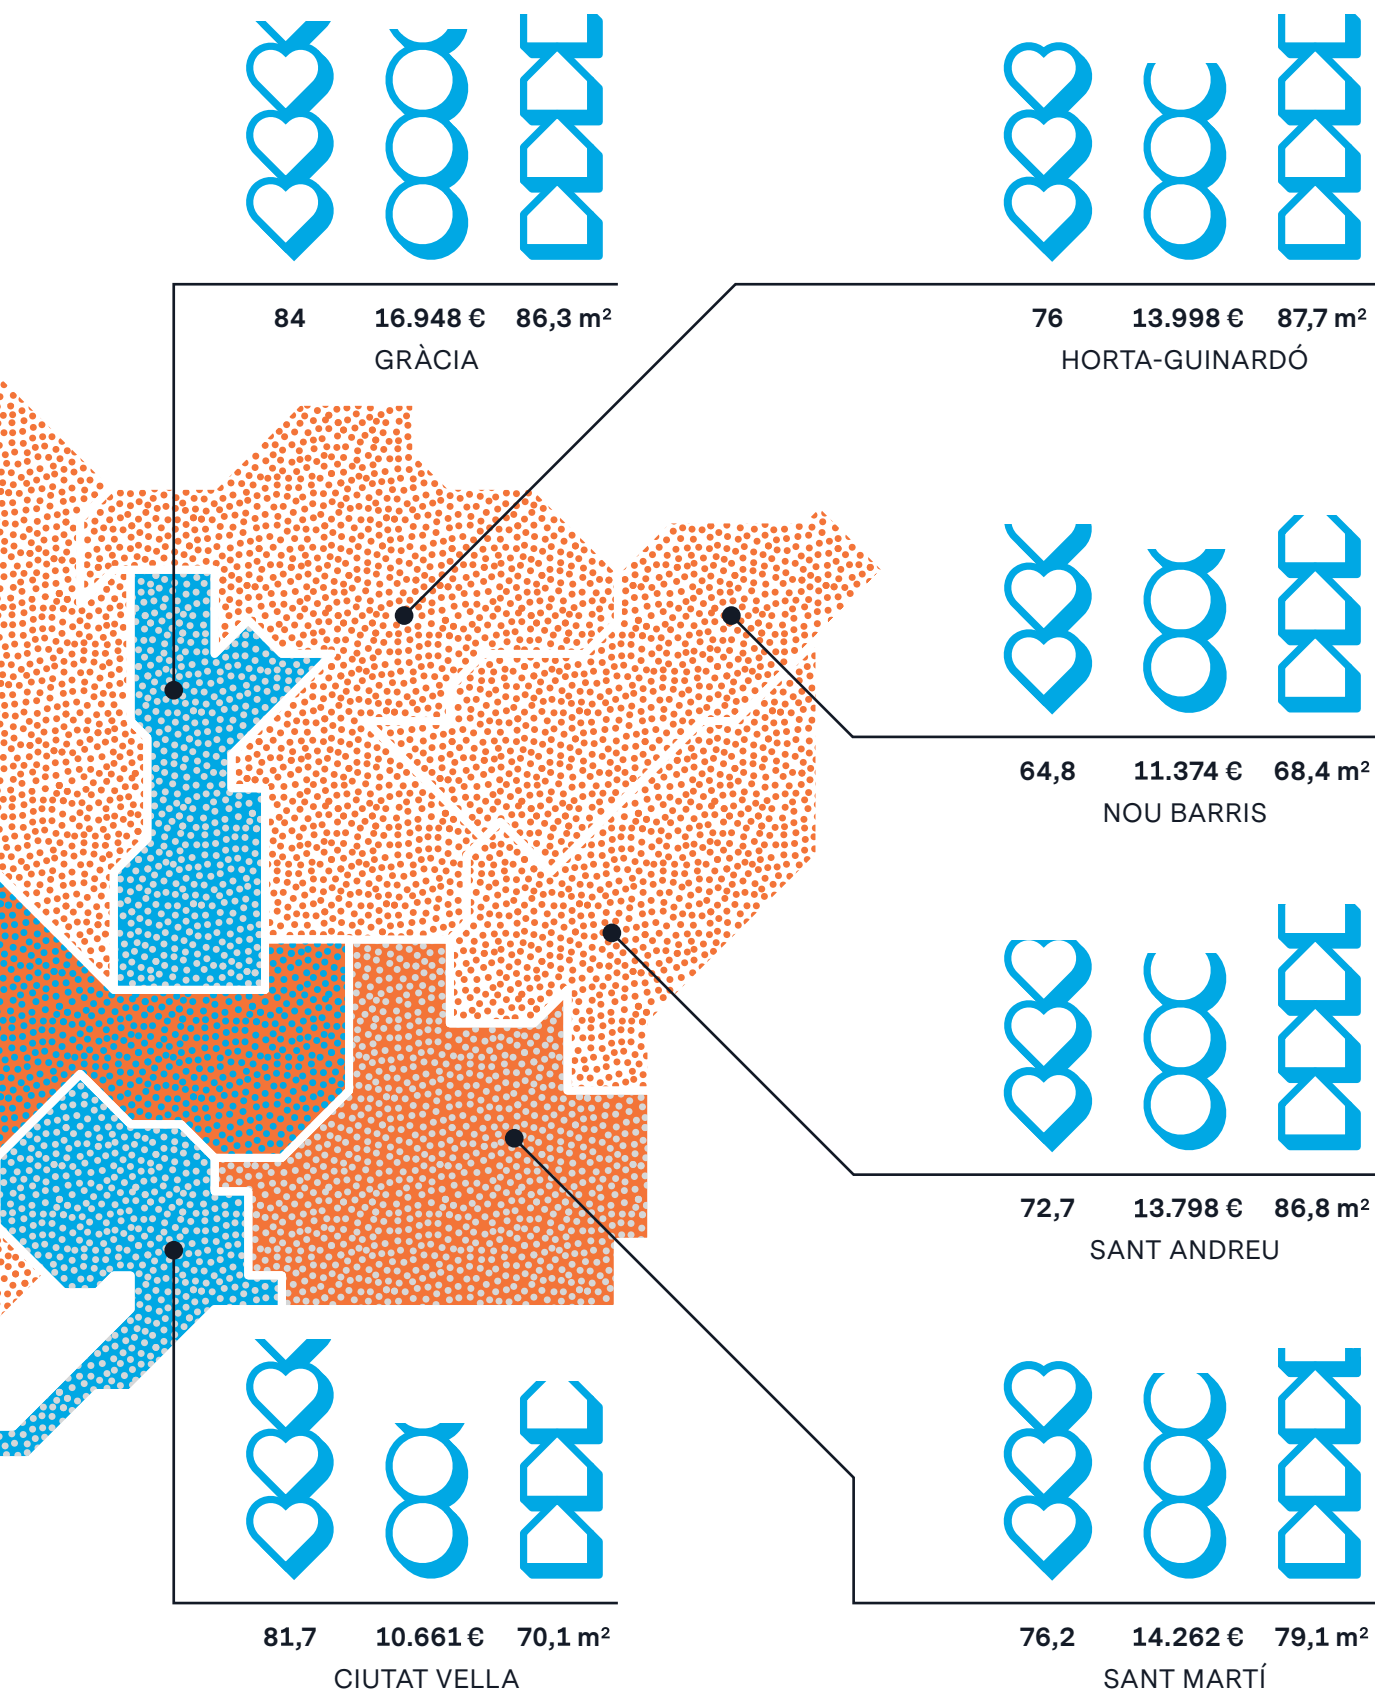 84 16.948 € 86,3 m²
GRÀCIA
76 13.998 € 87,7 m²
HORTA-GUINARDÓ
64,8 11.374 € 68,4 m²
NOU BARRIS
72,7 13.798 € 86,8 m²
SANT ANDREU
81,7 10.661 € 70,1 m²
CIUTAT VELLA
76,2 14.262 € 79,1 m²
SANT MARTÍ